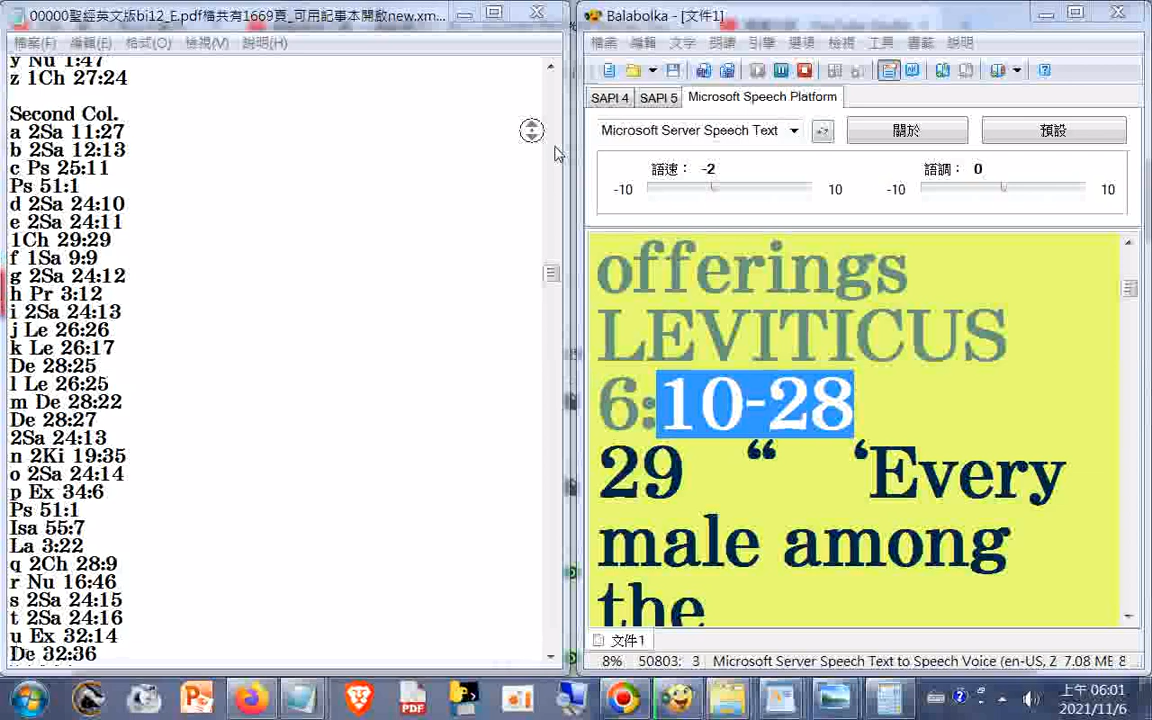 00000聖經英文版bi12_E.pdf檔共有1669頁_可用記事本開啟new.xm...
檔案(F) 編輯(E) 格式(O) 檢視(V) 說明(H)
y Nu 1:47
z 1Ch 27:24
Second Col.
a 2Sa 11:27
b 2Sa 12:13
c Ps 25:11
Ps 51:1
d 2Sa 24:10
e 2Sa 24:11
1Ch 29:29
f 1Sa 9:9
g 2Sa 24:12
h Pr 3:12
i 2Sa 24:13
j Le 26:26
k Le 26:17
De 28:25
l Le 26:25
m De 28:22
De 28:27
2Sa 24:13
n 2Ki 19:35
o 2Sa 24:14
p Ex 34:6
Ps 51:1
Isa 55:7
La 3:22
q 2Ch 28:9
r Nu 16:46
s 2Sa 24:15
t 2Sa 24:16
u Ex 32:14
De 32:36
Balabolka - [文件1]
檔案 編輯 文字 朗讀 引擎 選項 檢視 工具 書籤 說明
SAPI 4 SAPI 5 Microsoft Speech Platform
Microsoft Server Speech Text 關於 預設
語速： -2 語調： 0
-10 10 -10 10
offerings
LEVITICUS
6:10-28
29 “ ‘Every
male among
the
文件1
8% 50803: 3 Microsoft Server Speech Text to Speech Voice (en-US, Z 7.08 ME 8
PDF
上午 06:01
2021/11/6